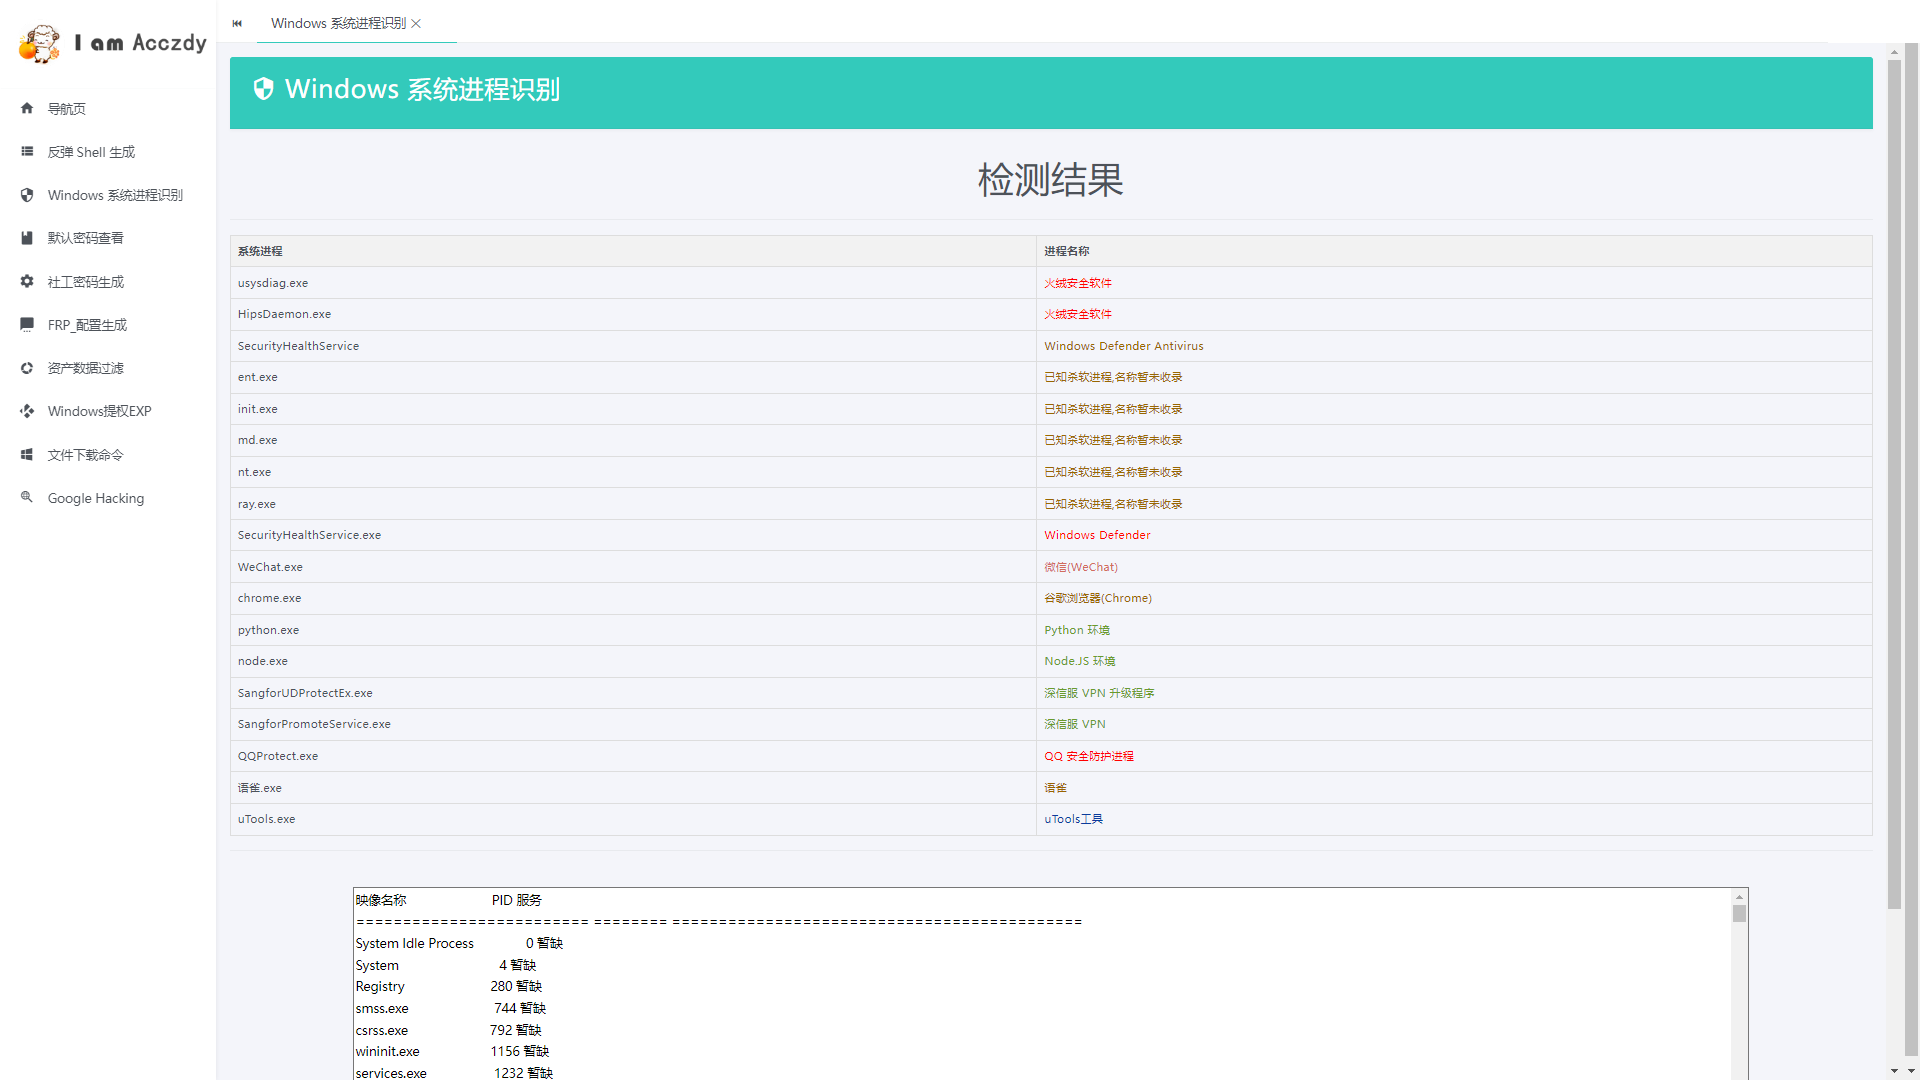 I am Acczdy
导航页
反弹 Shell 生成
Windows 系统进程识别
默认密码查看
社工密码生成
FRP_配置生成
资产数据过滤
Windows提权EXP
文件下载命令
Google Hacking
Windows 系统进程识别
Windows 系统进程识别
检测结果
系统进程 进程名称
usysdiag.exe 火绒安全软件
HipsDaemon.exe 火绒安全软件
SecurityHealthService Windows Defender Antivirus
ent.exe 已知杀软进程,名称暂未收录
init.exe 已知杀软进程,名称暂未收录
md.exe 已知杀软进程,名称暂未收录
nt.exe 已知杀软进程,名称暂未收录
ray.exe 已知杀软进程,名称暂未收录
SecurityHealthService.exe Windows Defender
WeChat.exe 微信(WeChat)
chrome.exe 谷歌浏览器(Chrome)
python.exe Python 环境
node.exe Node.JS 环境
SangforUDProtectEx.exe 深信服 VPN 升级程序
SangforPromoteService.exe 深信服 VPN
QQProtect.exe QQ 安全防护进程
语雀.exe 语雀
uTools.exe uTools工具
映像名称 PID 服务
========================= ======== ============================================
System Idle Process 0 暂缺
System 4 暂缺
Registry 280 暂缺
smss.exe 744 暂缺
csrss.exe 792 暂缺
wininit.exe 1156 暂缺
services.exe 1232 暂缺